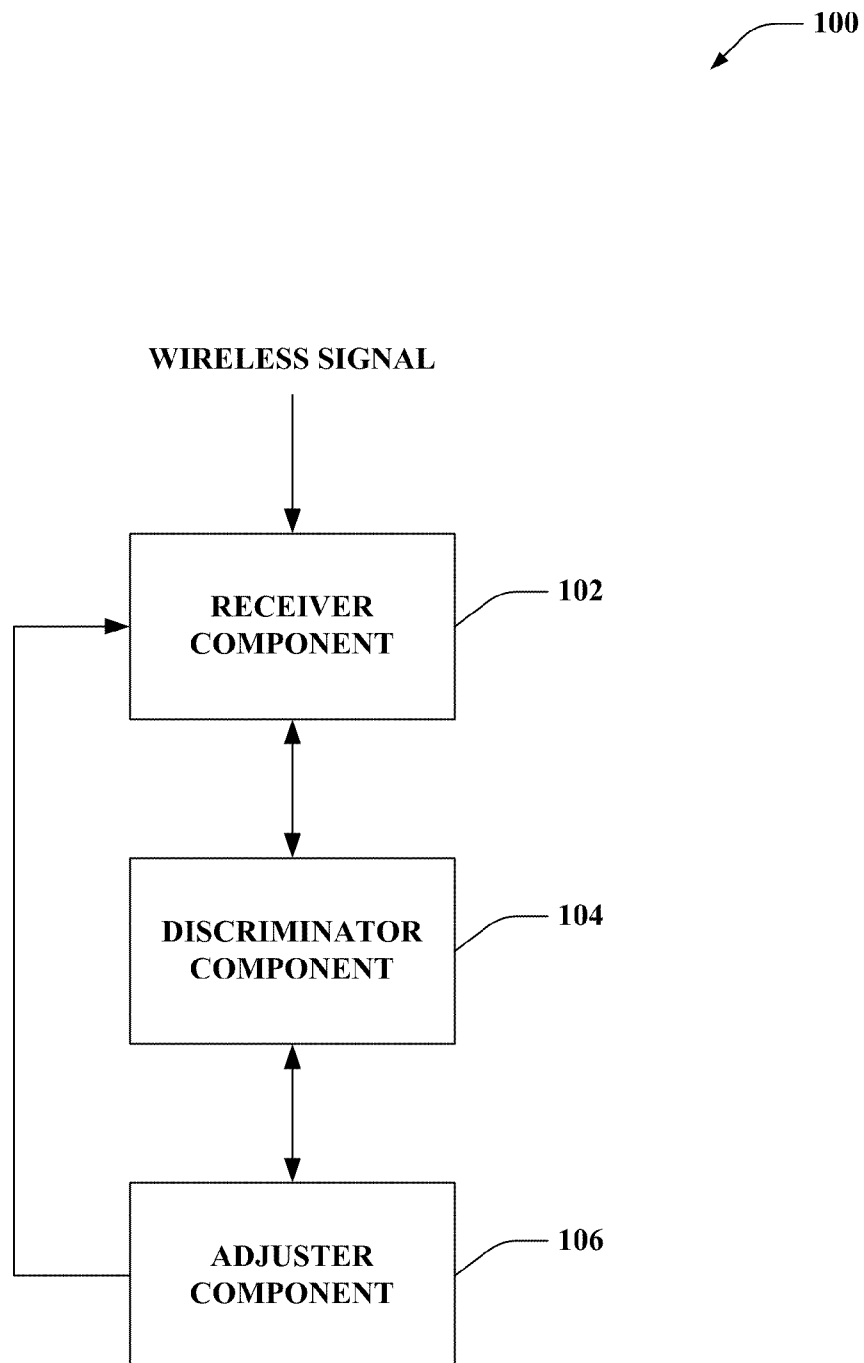 100
WIRELESS SIGNAL
RECEIVER
COMPONENT
102
DISCRIMINATOR
COMPONENT
104
ADJUSTER
COMPONENT
106